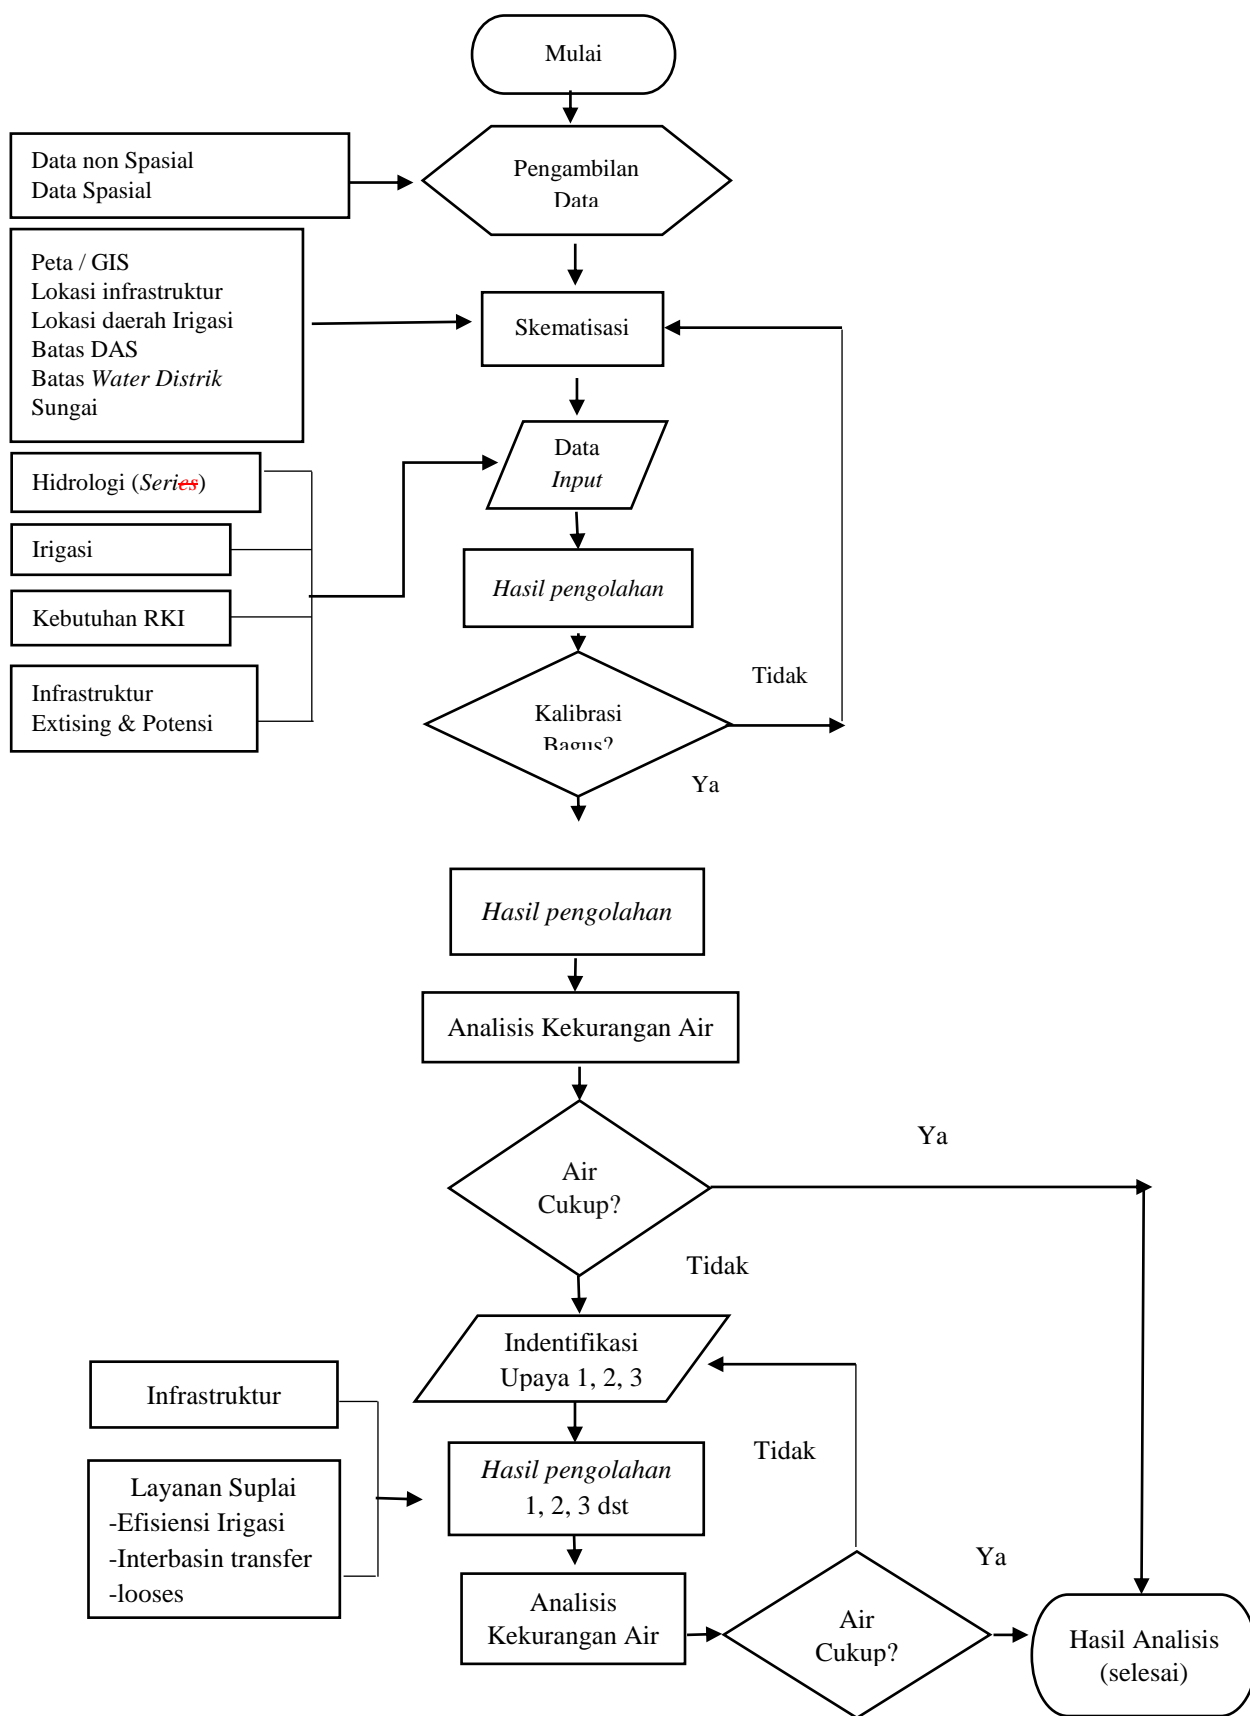 Mulai
Data non Spasial
Data Spasial
Pengambilan
Data
Peta / GIS
Lokasi infrastruktur
Lokasi daerah Irigasi
Batas DAS
Batas Water Distrik
Sungai
Skematisasi
Data
Input
Hidrologi (Series)
Irigasi
Kebutuhan RKI
Infrastruktur
Extising & Potensi
Hasil pengolahan
Kalibrasi
Bagus?
Tidak
Ya
Hasil pengolahan
Analisis Kekurangan Air
Air
Cukup?
Ya
Tidak
Indentifikasi
Upaya 1, 2, 3
Infrastruktur
Layanan Suplai
-Efisiensi Irigasi
-Interbasin transfer
-looses
Hasil pengolahan
1, 2, 3 dst
Tidak
Analisis
Kekurangan Air
Air
Cukup?
Ya
Hasil Analisis
(selesai)